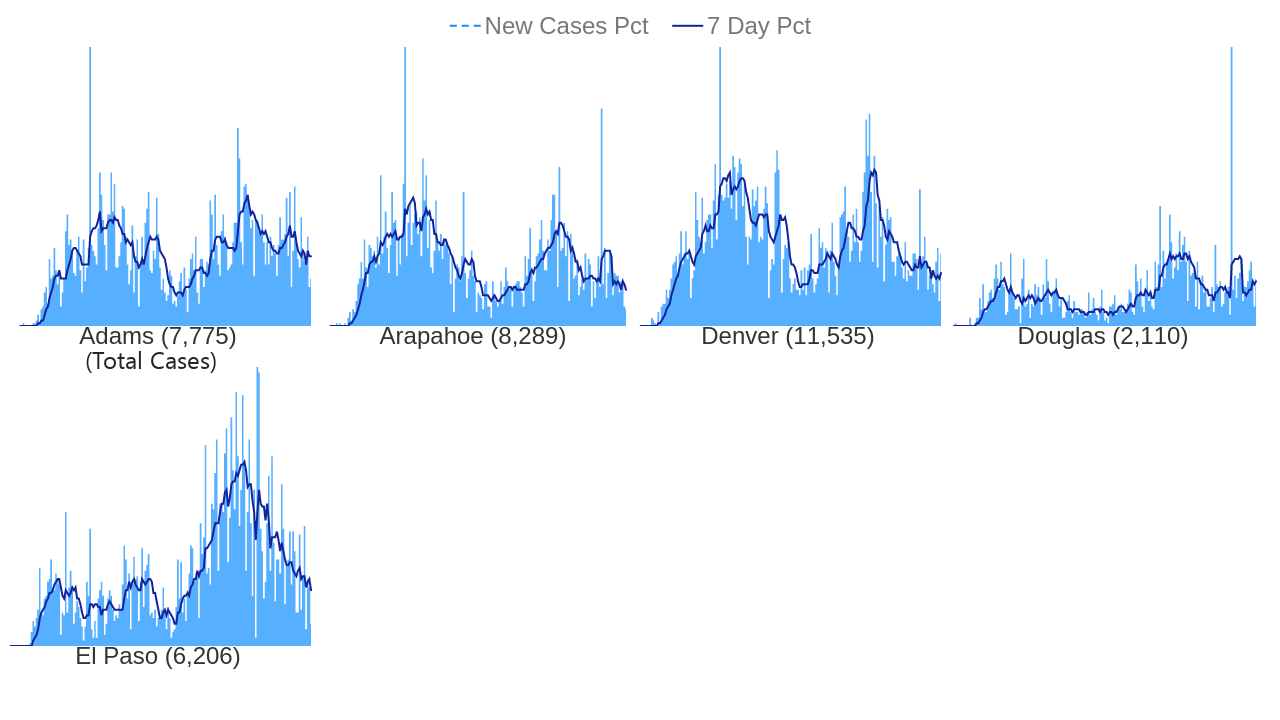 New Cases Pct 7 Day Pct
Adams (7,775) Arapahoe (8,289) Denver (11,535) Douglas (2,110)
(Total Cases)
El Paso (6,206)